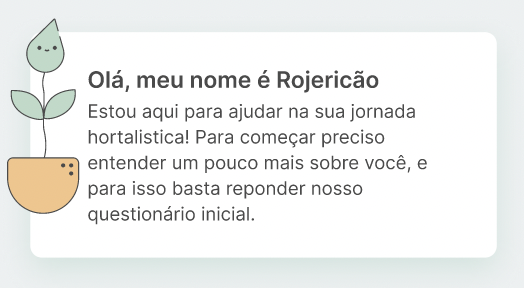 Olá, meu nome é Rojericão
Estou aqui para ajudar na sua jornada
hortalistica! Para começar preciso
entender um pouco mais sobre você, e
para isso basta reponder nosso
questionário inicial.